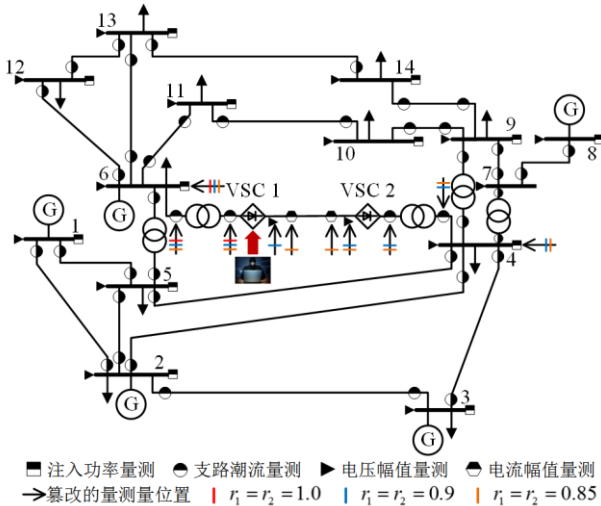 13
12
14
11
G
10
9
8
6
7
VSC 1
VSC 2
G
G
1
5
4
2
G
3
G
注入功率量测
支路潮流量测
电压幅值量测
电流幅值量测
篡改的量测量位置
r₁ = r₂ = 1.0
r₁ = r₂ = 0.9
r₁ = r₂ = 0.85